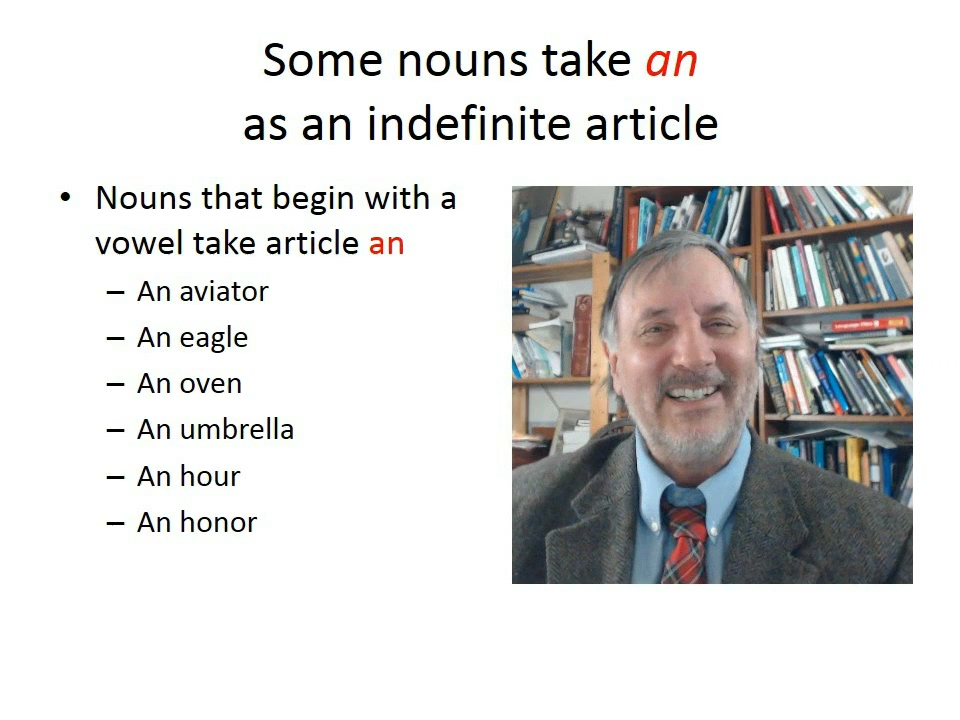 Some nouns take an
as an indefinite article
• Nouns that begin with a
vowel take article an
– An aviator
– An eagle
– An oven
– An umbrella
– An hour
– An honor